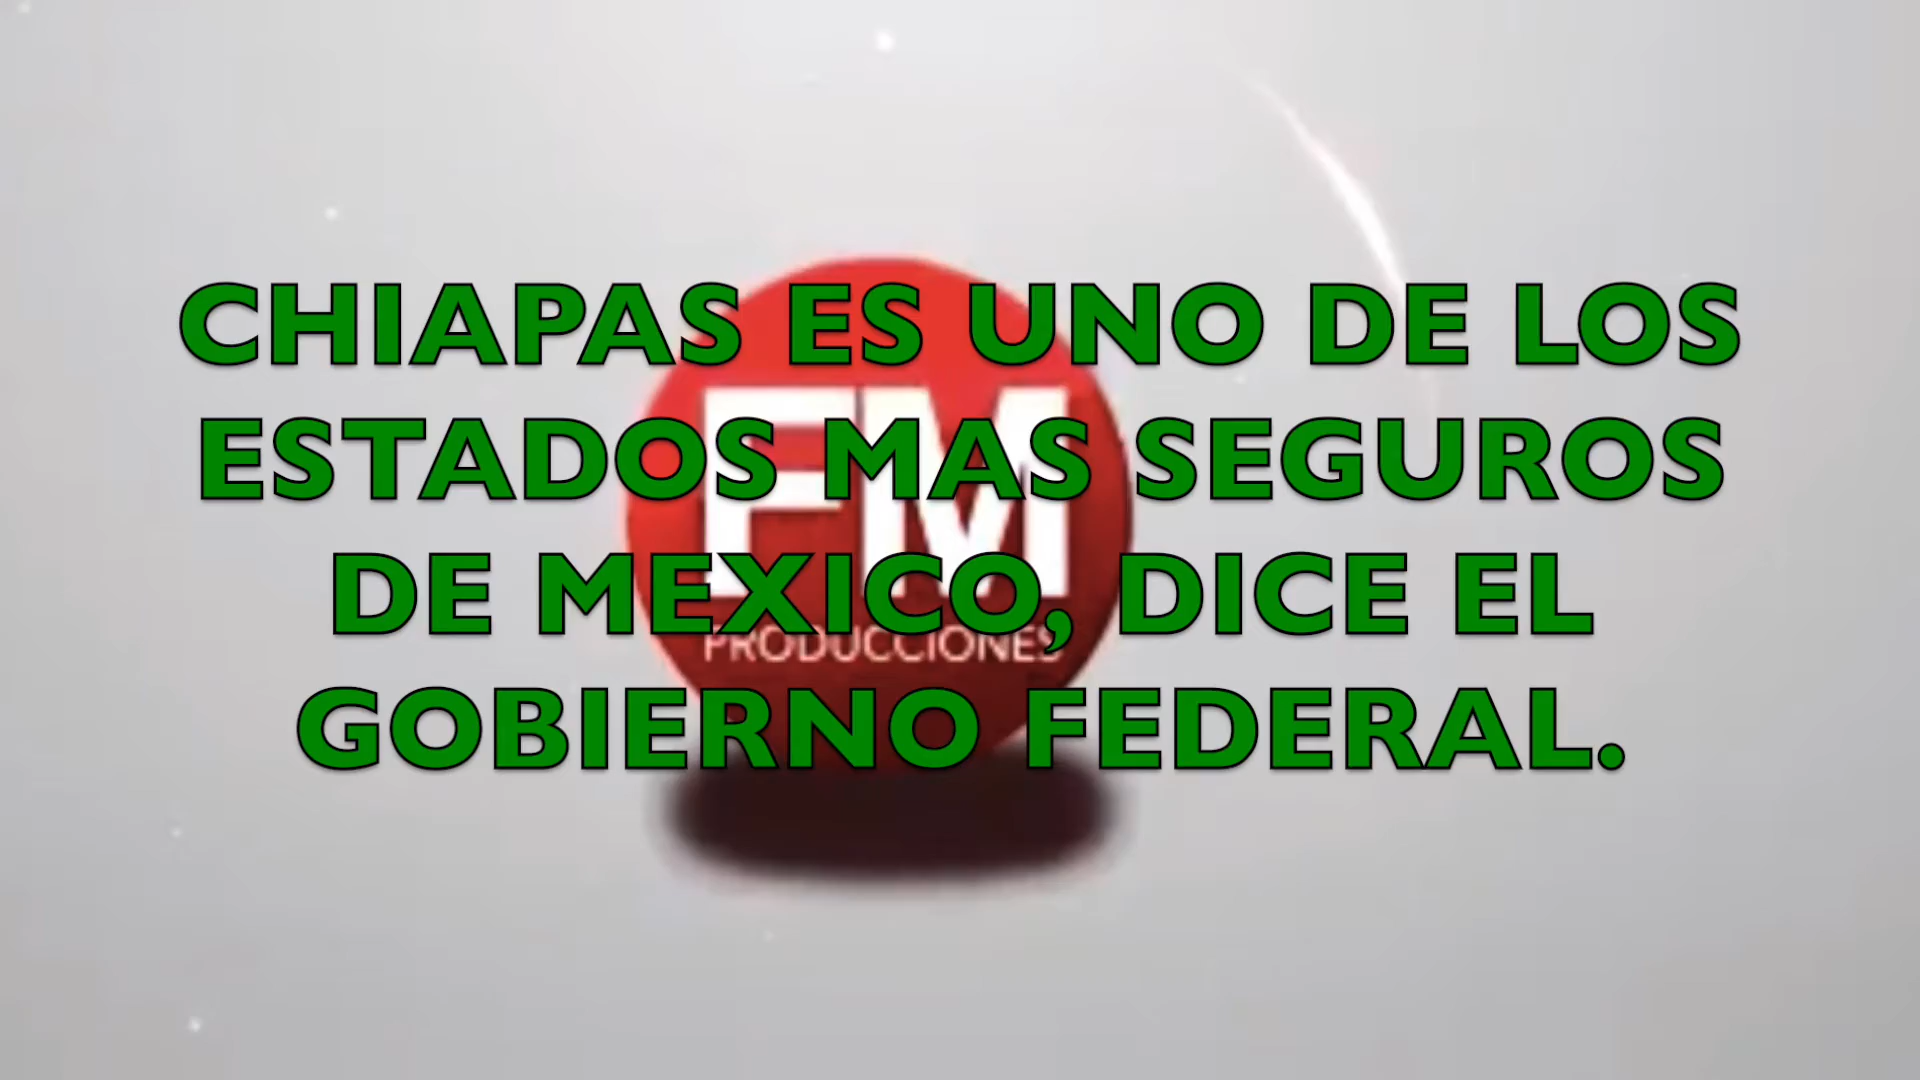 CHIAPAS ES UNO DE LOS
ESTADOS MAS SEGUROS
DE MEXICO, DICE EL
GOBIERNO FEDERAL.
FM
PRODUCCIONES